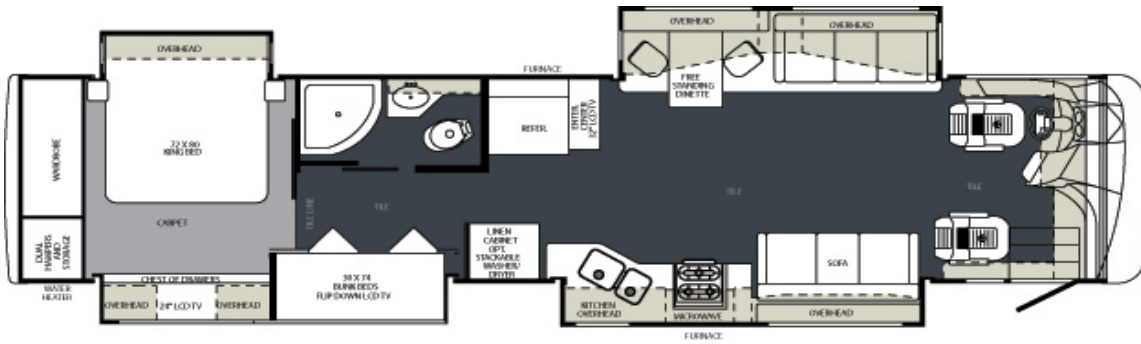 OVERHEAD
WARDROBE
72 X 80
KING BED
CARPET
DUAL
HAMPERS
AND
STORAGE
WATER
HEATER
CHEST OF DRAWERS
OVERHEAD
24" LCD TV
OVERHEAD
TILE LINE
TILE
30 X 74
BUNK BEDS
FLIP DOWN LCD TV
FURNACE
REFER.
ENTER.
CENTER
32" LCD TV
LINEN
CABINET
OPT.
STACKABLE
WASHER/
DRYER
OVERHEAD
OVERHEAD
FREE
STANDING
DINETTE
TILE
TILE
KITCHEN
OVERHEAD
MICROWAVE
SOFA
OVERHEAD
FURNACE